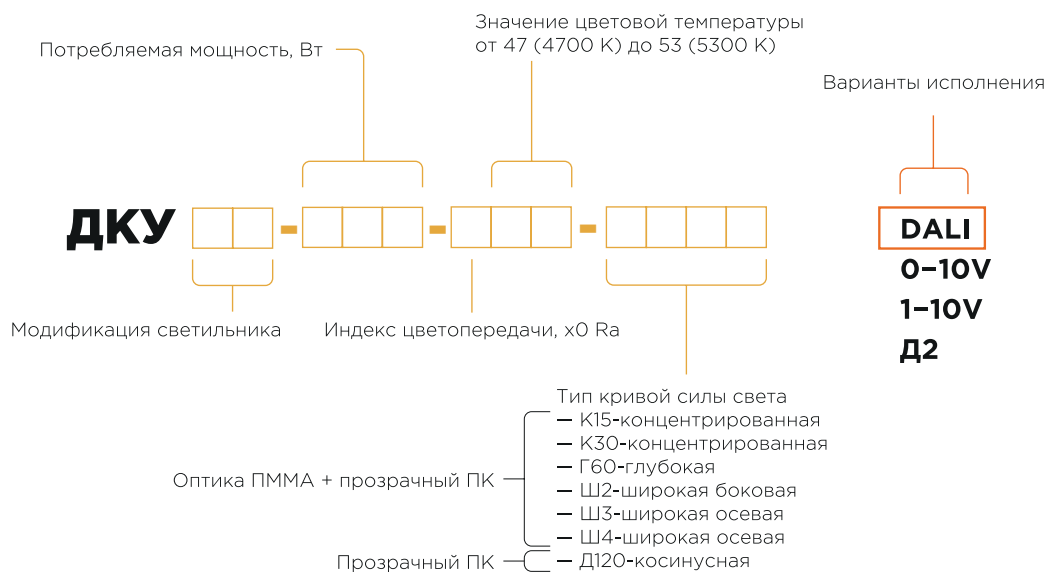 Значение цветовой температуры
от 47 (4700 K) до 53 (5300 K)
Потребляемая мощность, Вт
Варианты исполнения
ДКУ - - -
DALI
0–10V
1–10V
Д2
Модификация светильника
Индекс цветопередачи, x0 Ra
Тип кривой силы света
— К15-концентрированная
— К30-концентрированная
— Г60-глубокая
— Ш2-широкая боковая
— Ш3-широкая осевая
— Ш4-широкая осевая
— Д120-косинусная
Оптика ПММА + прозрачный ПК
Прозрачный ПК